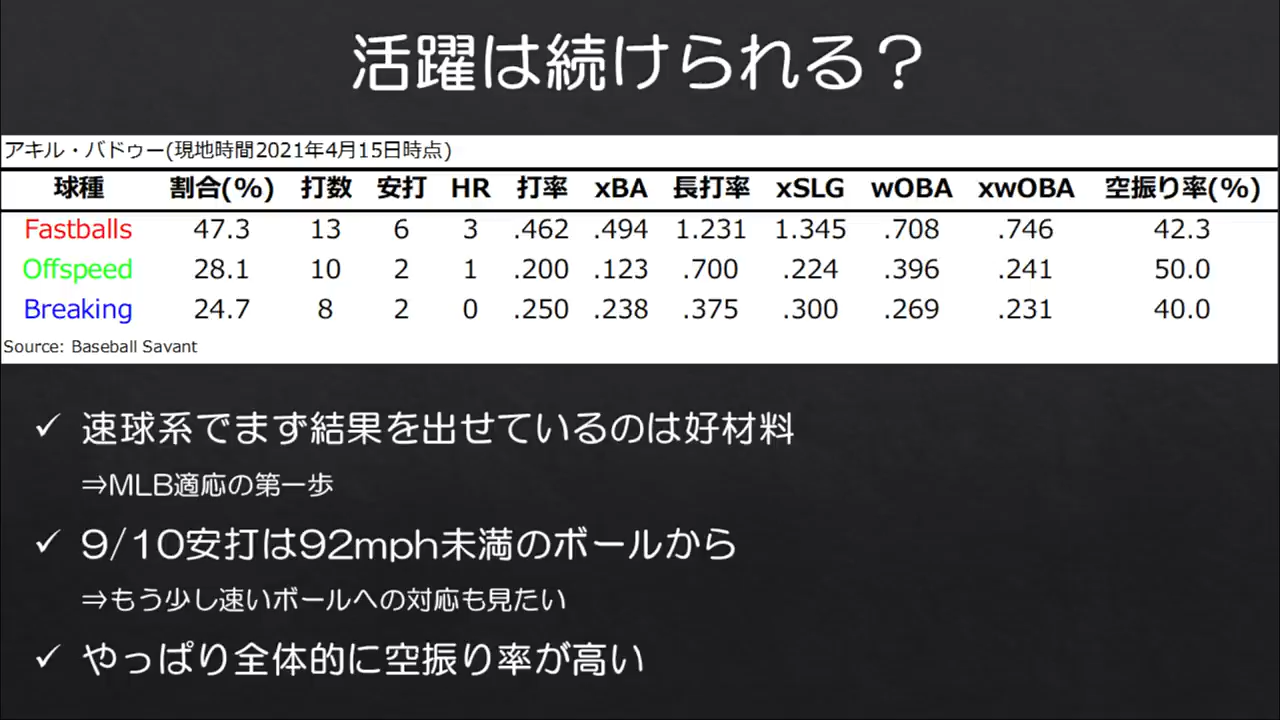 活躍は続けられる？
アキル・バドゥー(現地時間2021年4月15日時点)
球種 割合(%) 打数 安打 HR 打率 xBA 長打率 xSLG wOBA xwOBA 空振り率(%)
Fastballs 47.3 13 6 3 .462 .494 1.231 1.345 .708 .746 42.3
Offspeed 28.1 10 2 1 .200 .123 .700 .224 .396 .241 50.0
Breaking 24.7 8 2 0 .250 .238 .375 .300 .269 .231 40.0
Source: Baseball Savant
✓ 速球系でまず結果を出せているのは好材料
⇒MLB適応の第一歩
✓ 9/10安打は92mph未満のボールから
⇒もう少し速いボールへの対応も見たい
✓ やっぱり全体的に空振り率が高い